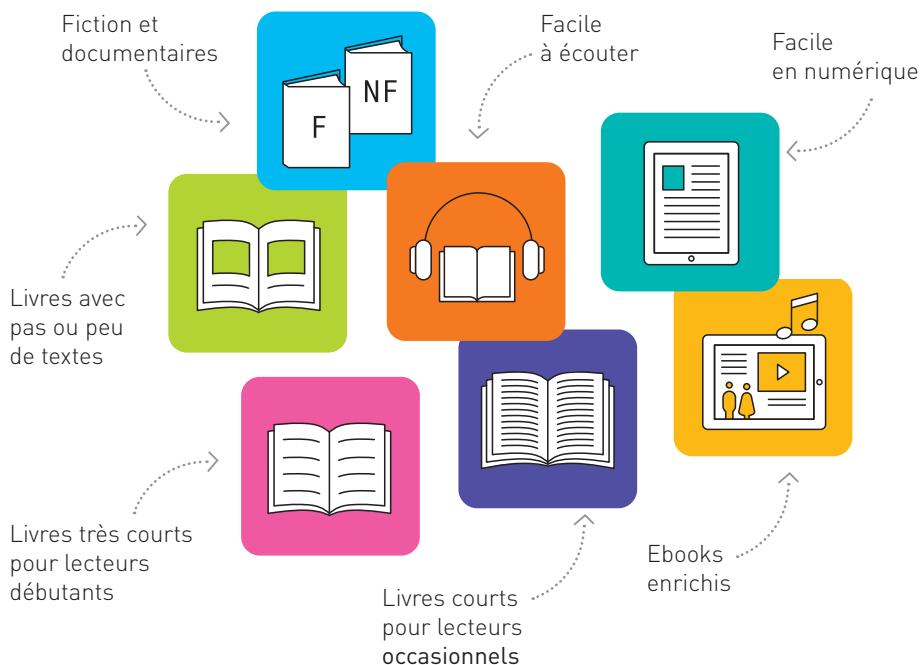 Fiction et
documentaires
Facile
à écouter
Facile
en numérique
F
NF
Livres avec
pas ou peu
de textes
Livres très courts
pour lecteurs
débutants
Livres courts
pour lecteurs
occasionnels
Ebooks
enrichis